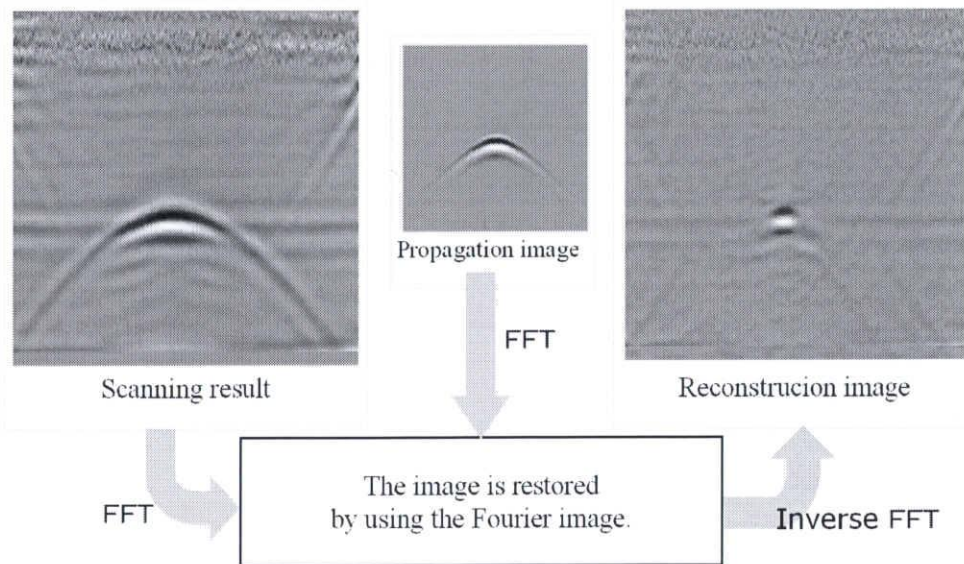 Propagation image
FFT
Scanning result
Reconstrucion image
The image is restored
by using the Fourier image.
FFT
Inverse FFT